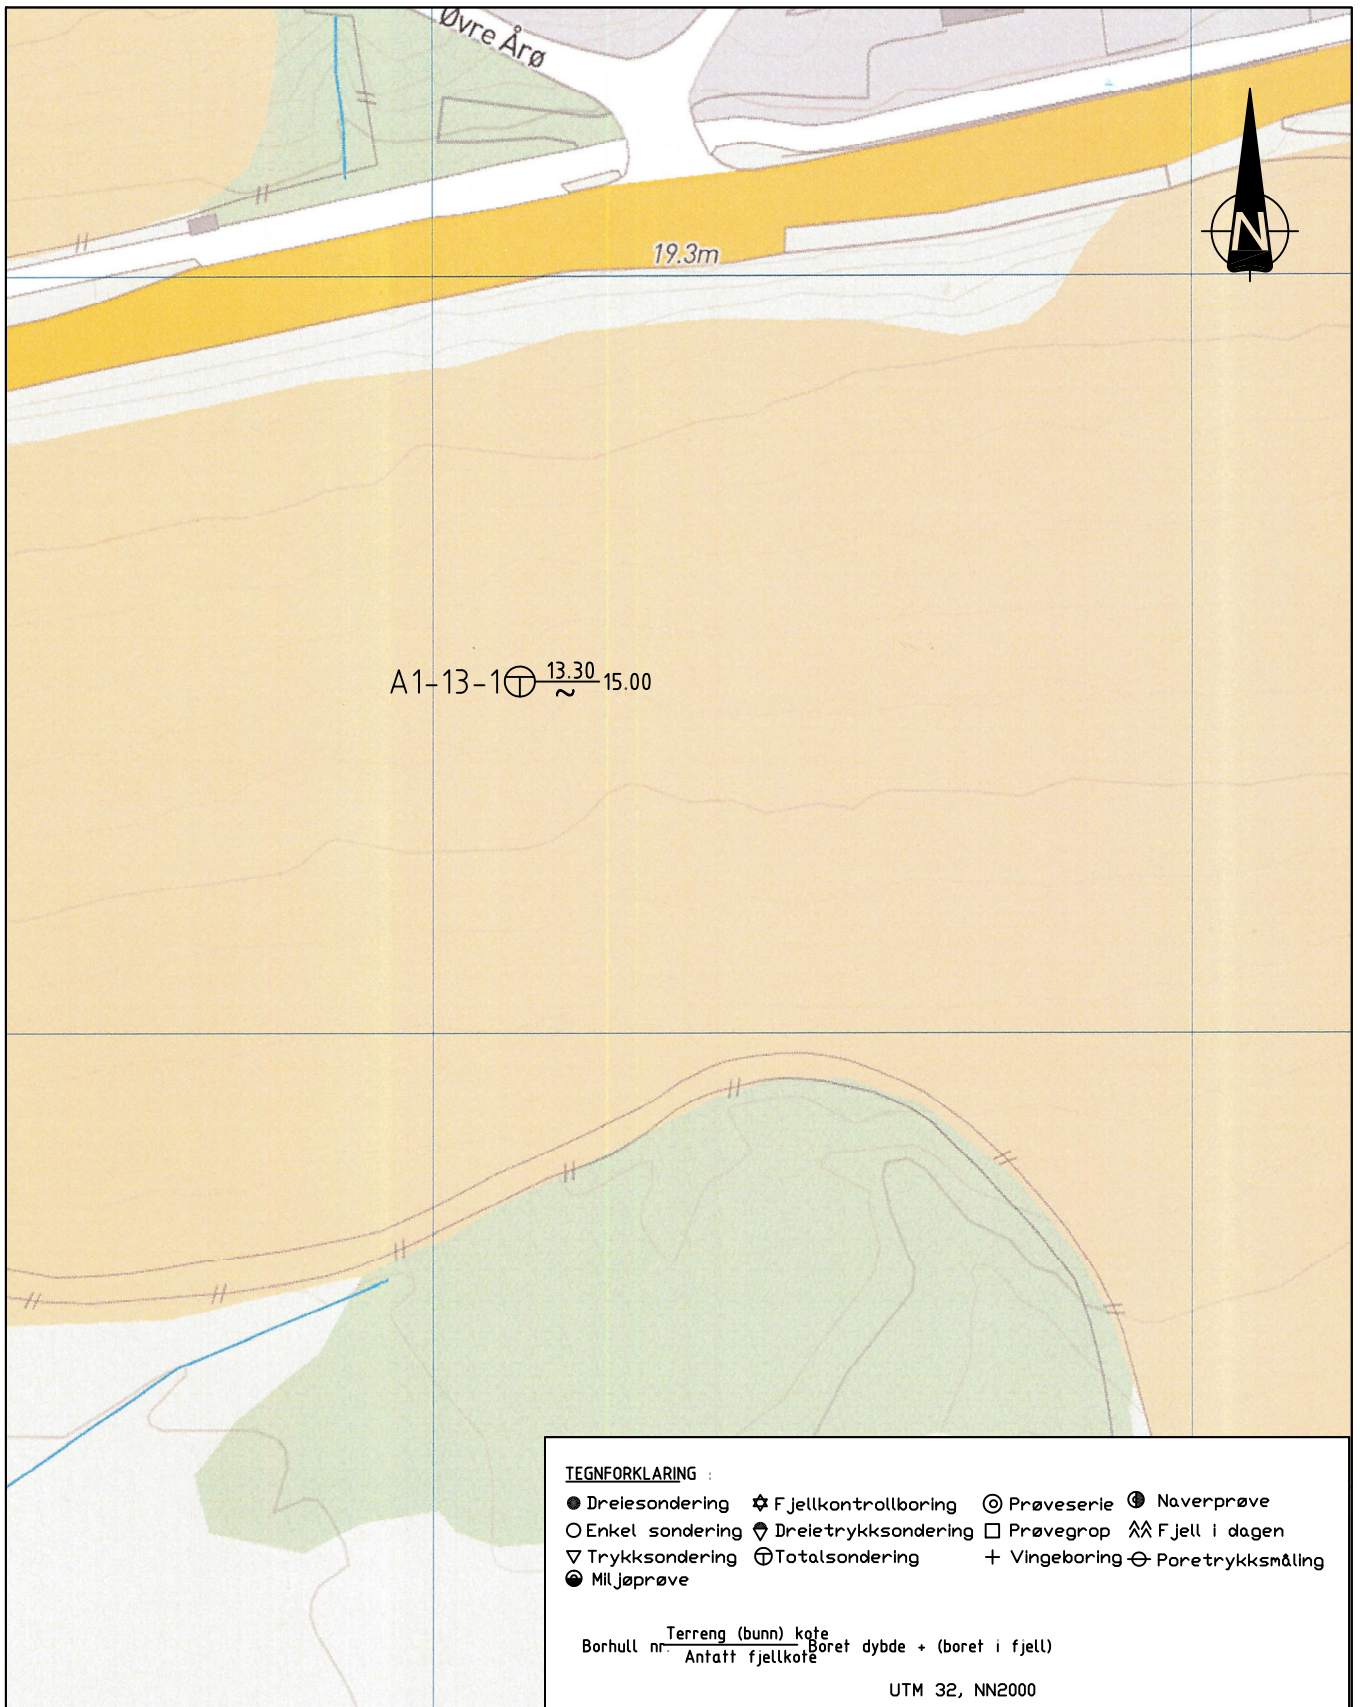 Øvre Årø
N
19.3m
A1-13-1 13.30 15.00
~
TEGNFORKLARING :
Dreiesondering Fjellkontrollboring Prøveserie Naverprøve
Enkel sondering Dreietrykksondering Prøvegrop Fjell i dagen
Trykksondering Totalsondering Vingeboring Poretrykksmåling
Miljøprøve
Terreng (bunn) kote
Borhull nr. Boret dybde + (boret i fjell)
Antatt fjellkote
UTM 32, NN2000